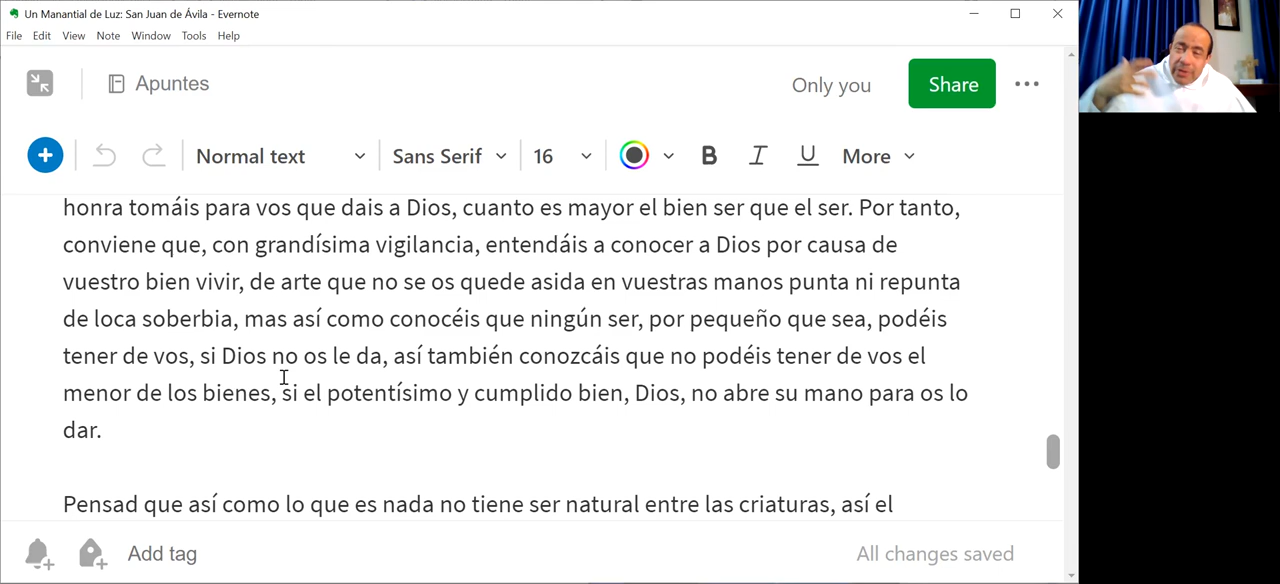 Un Manantial de Luz: San Juan de Ávila - Evernote
File Edit View Note Window Tools Help
Apuntes
Only you
Share
Normal text
Sans Serif
16
B I U
More
honra tomáis para vos que dais a Dios, cuanto es mayor el bien ser que el ser. Por tanto,
conviene que, con grandísima vigilancia, entendáis a conocer a Dios por causa de
vuestro bien vivir, de arte que no se os quede asida en vuestras manos punta ni repunta
de loca soberbia, mas así como conocéis que ningún ser, por pequeño que sea, podéis
tener de vos, si Dios no os le da, así también conozcáis que no podéis tener de vos el
menor de los bienes, si el potentísimo y cumplido bien, Dios, no abre su mano para os lo
dar.
Pensad que así como lo que es nada no tiene ser natural entre las criaturas, así el
Add tag
All changes saved